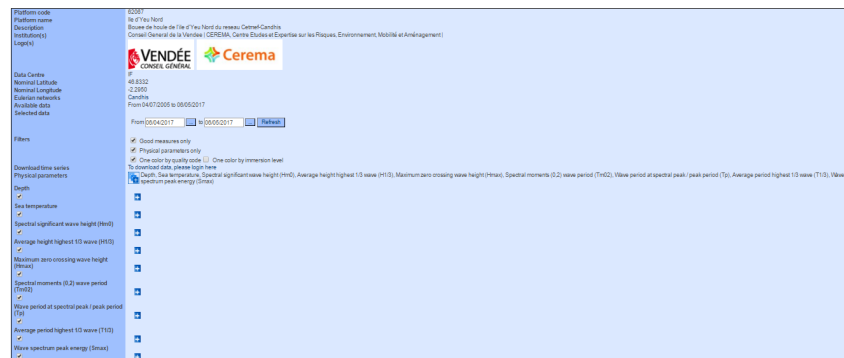 Platform code 62067
Platform name Ile d'Yeu Nord
Description Bouee de houle de l'ile d'Yeu Nord du reseau Cetmef-Candhis
Institution(s) Conseil General de la Vendee | CEREMA, Centre Etudes et Expertise sur les Risques, Environnement, Mobilité et Aménagement |
Logo(s)
VENDÉE Cerema
CONSEIL GÉNÉRAL
Data Centre IF
Nominal Latitude 46.8332
Nominal Longitude -2.2950
Eulerian networks Candhis
Available data From 04/07/2005 to 08/05/2017
Selected data
From 08/04/2017 ... to 08/05/2017 ... Refresh
Filters Good measures only
Physical parameters only
One color by quality code One color by immersion level
Download time series To download data, please login here
Physical parameters Depth, Sea temperature, Spectral significant wave height (Hm0), Average height highest 1/3 wave (H1/3), Maximum zero crossing wave height (Hmax), Spectral moments (0,2) wave period (Tm02), Wave period at spectral peak / peak period (Tp), Average period highest 1/3 wave (T1/3), Wave
spectrum peak energy (Smax)
Depth
Sea temperature
Spectral significant wave height (Hm0)
Average height highest 1/3 wave (H1/3)
Maximum zero crossing wave height
(Hmax)
Spectral moments (0,2) wave period
(Tm02)
Wave period at spectral peak / peak period
(Tp)
Average period highest 1/3 wave (T1/3)
Wave spectrum peak energy (Smax)